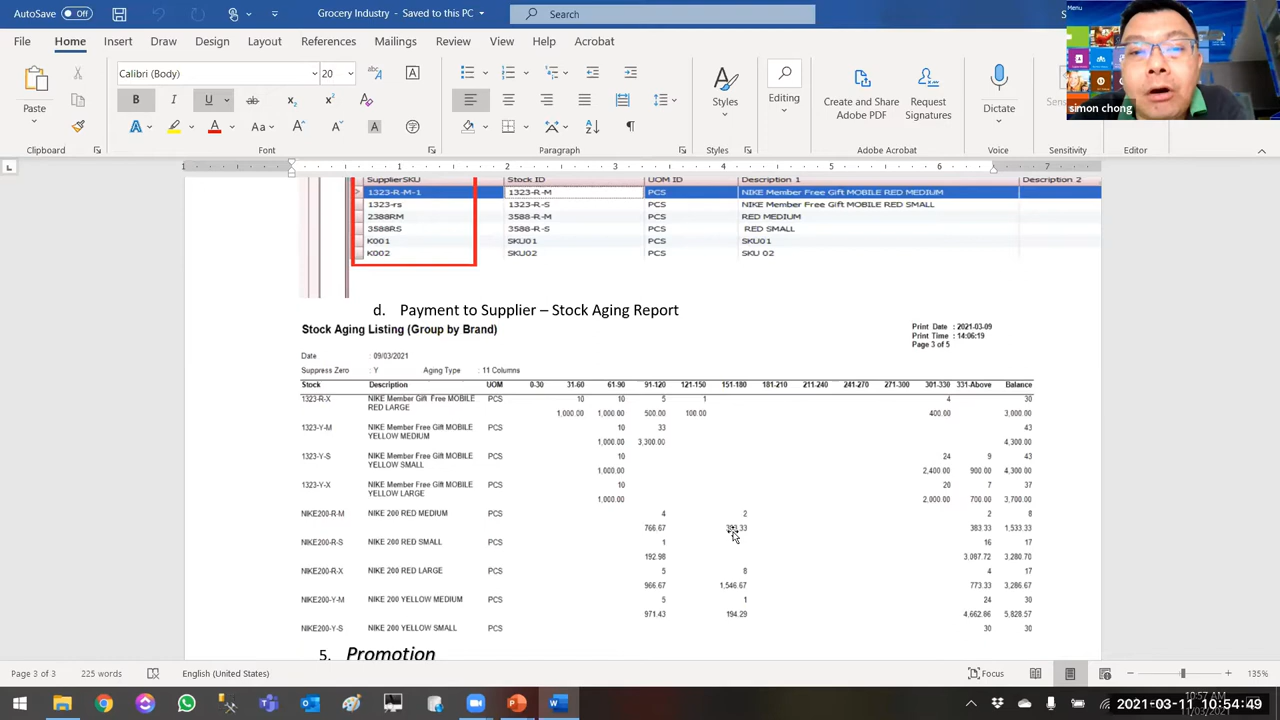 AutoSave Off Grocery Industry - Saved to this PC Search
Menu
File Home Insert Draw Design Layout References Mailings Review View Help Acrobat
Calibri (Body) 20
Paste
Styles
Editing
Create and Share Adobe PDF
Request Signatures
Dictate
simon chong
Clipboard Font Paragraph Styles Adobe Acrobat Voice Sensitivity Editor
1 1 2 3 4 5 6 7
SupplierSKU Stock ID UOM ID Description 1 Description 2
1323-R-M-1 1323-R-M PCS NIKE Member Free Gift MOBILE RED MEDIUM
1323-rs 1323-R-S PCS NIKE Member Free Gift MOBILE RED SMALL
2388RM 3588-R-M PCS RED MEDIUM
3588RS 3588-R-S PCS RED SMALL
K001 SKU01 PCS SKU01
K002 SKU02 PCS SKU 02
d. Payment to Supplier – Stock Aging Report
Stock Aging Listing (Group by Brand)
Print Date : 2021-03-09
Print Time : 14:06:19
Page 3 of 5
Date : 09/03/2021
Suppress Zero : Y Aging Type : 11 Columns
Stock Description UOM 0-30 31-60 61-90 91-120 121-150 151-180 181-210 211-240 241-270 271-300 301-330 331-Above Balance
1323-R-X NIKE Member Gift Free MOBILE PCS 10 10 5 1 4 30
RED LARGE 1,000.00 1,000.00 500.00 100.00 400.00 3,000.00
1323-Y-M NIKE Member Free Gift MOBILE PCS 10 33 43
YELLOW MEDIUM 1,000.00 3,300.00 4,300.00
1323-Y-S NIKE Member Free Gift MOBILE PCS 10 24 9 43
YELLOW SMALL 1,000.00 2,400.00 900.00 4,300.00
1323-Y-X NIKE Member Free Gift MOBILE PCS 10 20 7 37
YELLOW LARGE 1,000.00 2,000.00 700.00 3,700.00
NIKE200-R-M NIKE 200 RED MEDIUM PCS 4 2 2 8
766.67 383.33 1,533.33
NIKE200-R-S NIKE 200 RED SMALL PCS 1 16 17
192.98 3,087.72 3,280.70
NIKE200-R-X NIKE 200 RED LARGE PCS 5 8 4 17
966.67 1,546.67 773.33 3,286.67
NIKE200-Y-M NIKE 200 YELLOW MEDIUM PCS 5 1 24 30
971.43 194.29 4,662.86 5,828.57
NIKE200-Y-S NIKE 200 YELLOW SMALL PCS 30 30
5. Promotion
Page 3 of 3 225 words English (United States) Focus 135%
10:57 AM
2021-03-11 10:54:49
11/03/2021